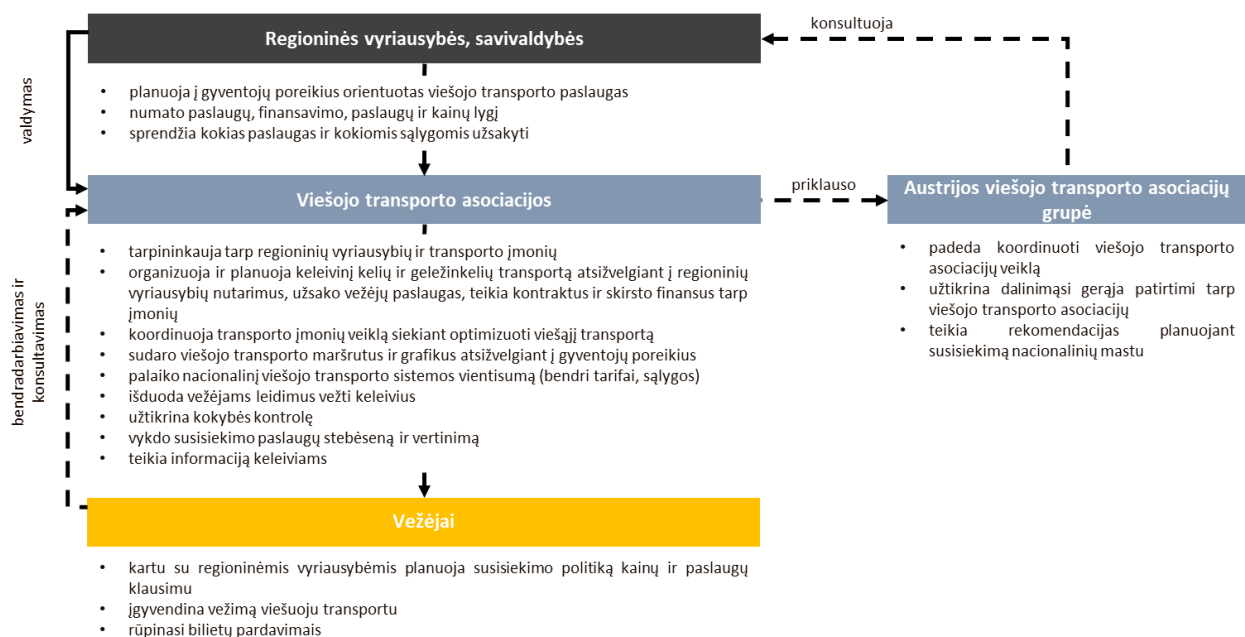 konsultuoja
Regioninės vyriausybės, savivaldybės
valdymas
• planuoja į gyventojų poreikius orientuotas viešojo transporto paslaugas
• numato paslaugų, finansavimo, paslaugų ir kainų lygį
• sprendžia kokias paslaugas ir kokiomis sąlygomis užsakyti
Viešojo transporto asociacijos
priklauso
Austrijos viešojo transporto asociacijų
grupė
bendradarbiavimas ir
konsultavimas
• tarpininkauja tarp regioninių vyriausybių ir transporto įmonių
• organizuoja ir planuoja keleivinį kelių ir geležinkelių transportą atsižvelgiant į regioninių
vyriausybių nutarimus, užsako vežėjų paslaugas, teikia kontraktus ir skirsto finansus tarp
įmonių
• koordinuoja transporto įmonių veiklą siekiant optimizuoti viešąjį transportą
• sudaro viešojo transporto maršrutus ir grafikus atsižvelgiant į gyventojų poreikius
• palaiko nacionalinį viešojo transporto sistemos vientisumą (bendri tarifai, sąlygos)
• išduoda vežėjams leidimus vežti keleivius
• užtikrina kokybės kontrolę
• vykdo susisiekimo paslaugų stebėseną ir vertinimą
• teikia informaciją keleiviams
• padeda koordinuoti viešojo transporto
asociacijų veiklą
• užtikrina dalinimąsi gerąja patirtimi tarp
viešojo transporto asociacijų
• teikia rekomendacijas planuojant
susisiekimą nacionalinių mastu
Vežėjai
• kartu su regioninėmis vyriausybėmis planuoja susisiekimo politiką kainų ir paslaugų
klausimu
• įgyvendina vežimą viešuoju transportu
• rūpinasi bilietų pardavimais